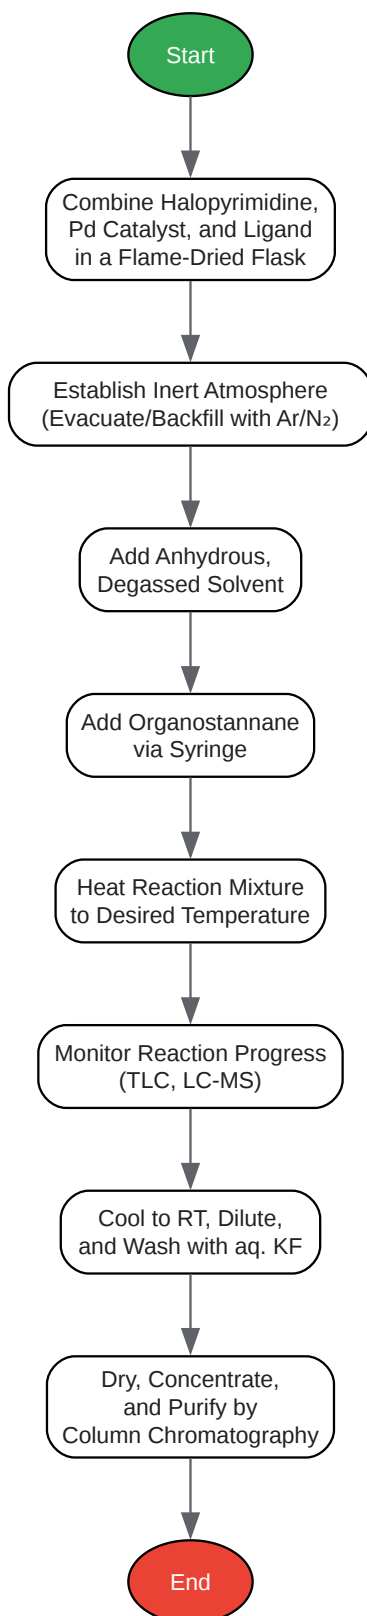 Start
Combine Halopyrimidine,
Pd Catalyst, and Ligand
in a Flame-Dried Flask
Establish Inert Atmosphere
(Evacuate/Backfill with Ar/N₂)
Add Anhydrous,
Degassed Solvent
Add Organostannane
via Syringe
Heat Reaction Mixture
to Desired Temperature
Monitor Reaction Progress
(TLC, LC-MS)
Cool to RT, Dilute,
and Wash with aq. KF
Dry, Concentrate,
and Purify by
Column Chromatography
End